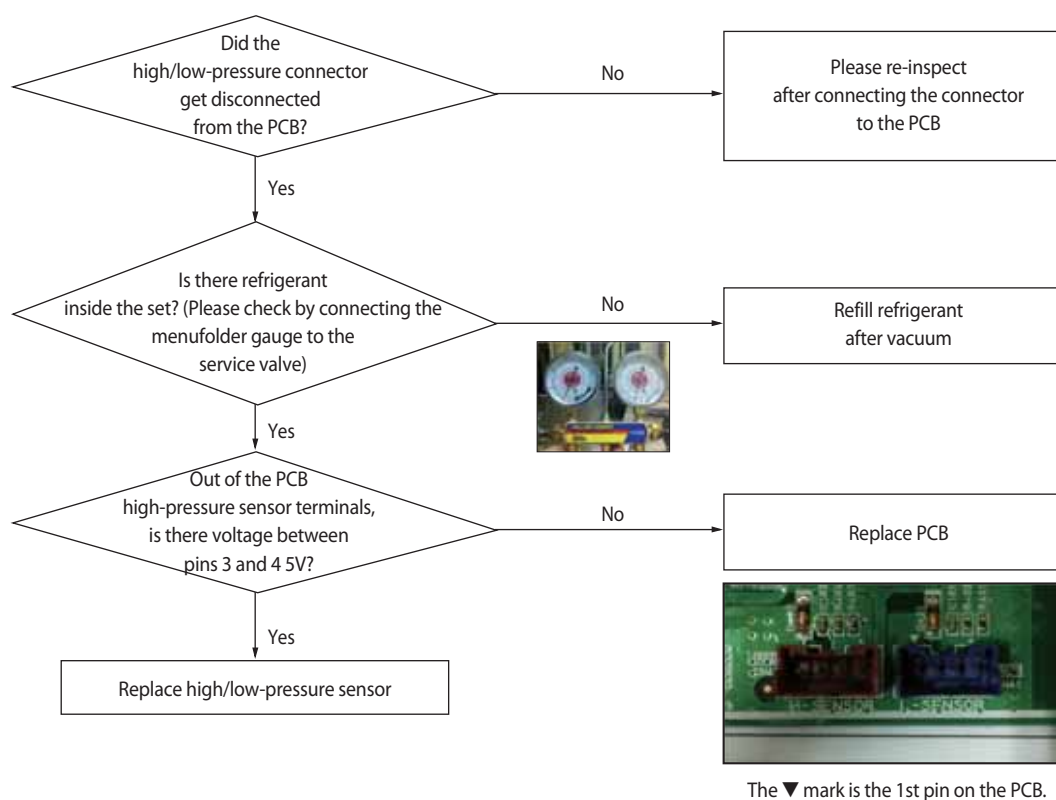 Did the
high/low-pressure connector
get disconnected
from the PCB?
No
Please re-inspect
after connecting the connector
to the PCB
Yes
Is there refrigerant
inside the set? (Please check by connecting the
menufolder gauge to the
service valve)
No
Refill refrigerant
after vacuum
Yes
Out of the PCB
high-pressure sensor terminals,
is there voltage between
pins 3 and 4 5V?
No
Replace PCB
Yes
Replace high/low-pressure sensor
H-SENSOR L-SENSOR
The ▼ mark is the 1st pin on the PCB.